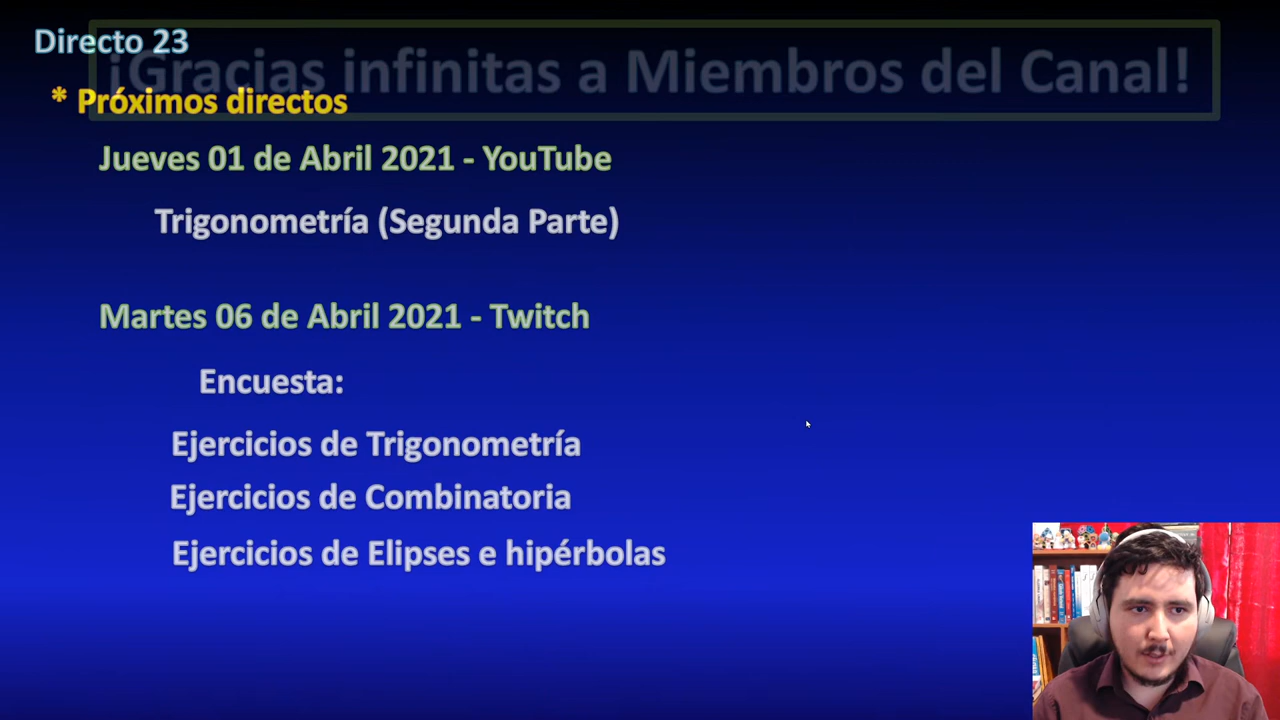 Directo 23
¡Gracias infinitas a Miembros del Canal!
* Próximos directos
Jueves 01 de Abril 2021 - YouTube
Trigonometría (Segunda Parte)
Martes 06 de Abril 2021 - Twitch
Encuesta:
Ejercicios de Trigonometría
Ejercicios de Combinatoria
Ejercicios de Elipses e hipérbolas